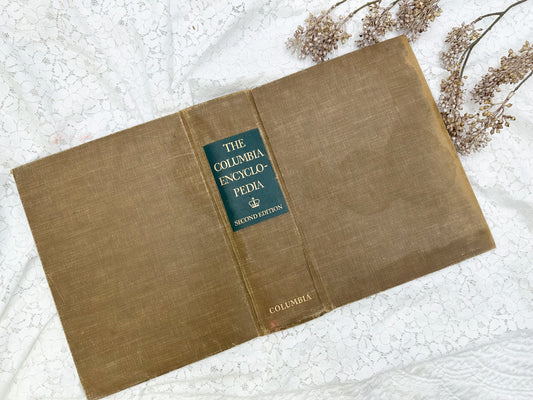 THE
COLUMBIA
ENCYCLO-
PEDIA
SECOND EDITION
COLUMBIA